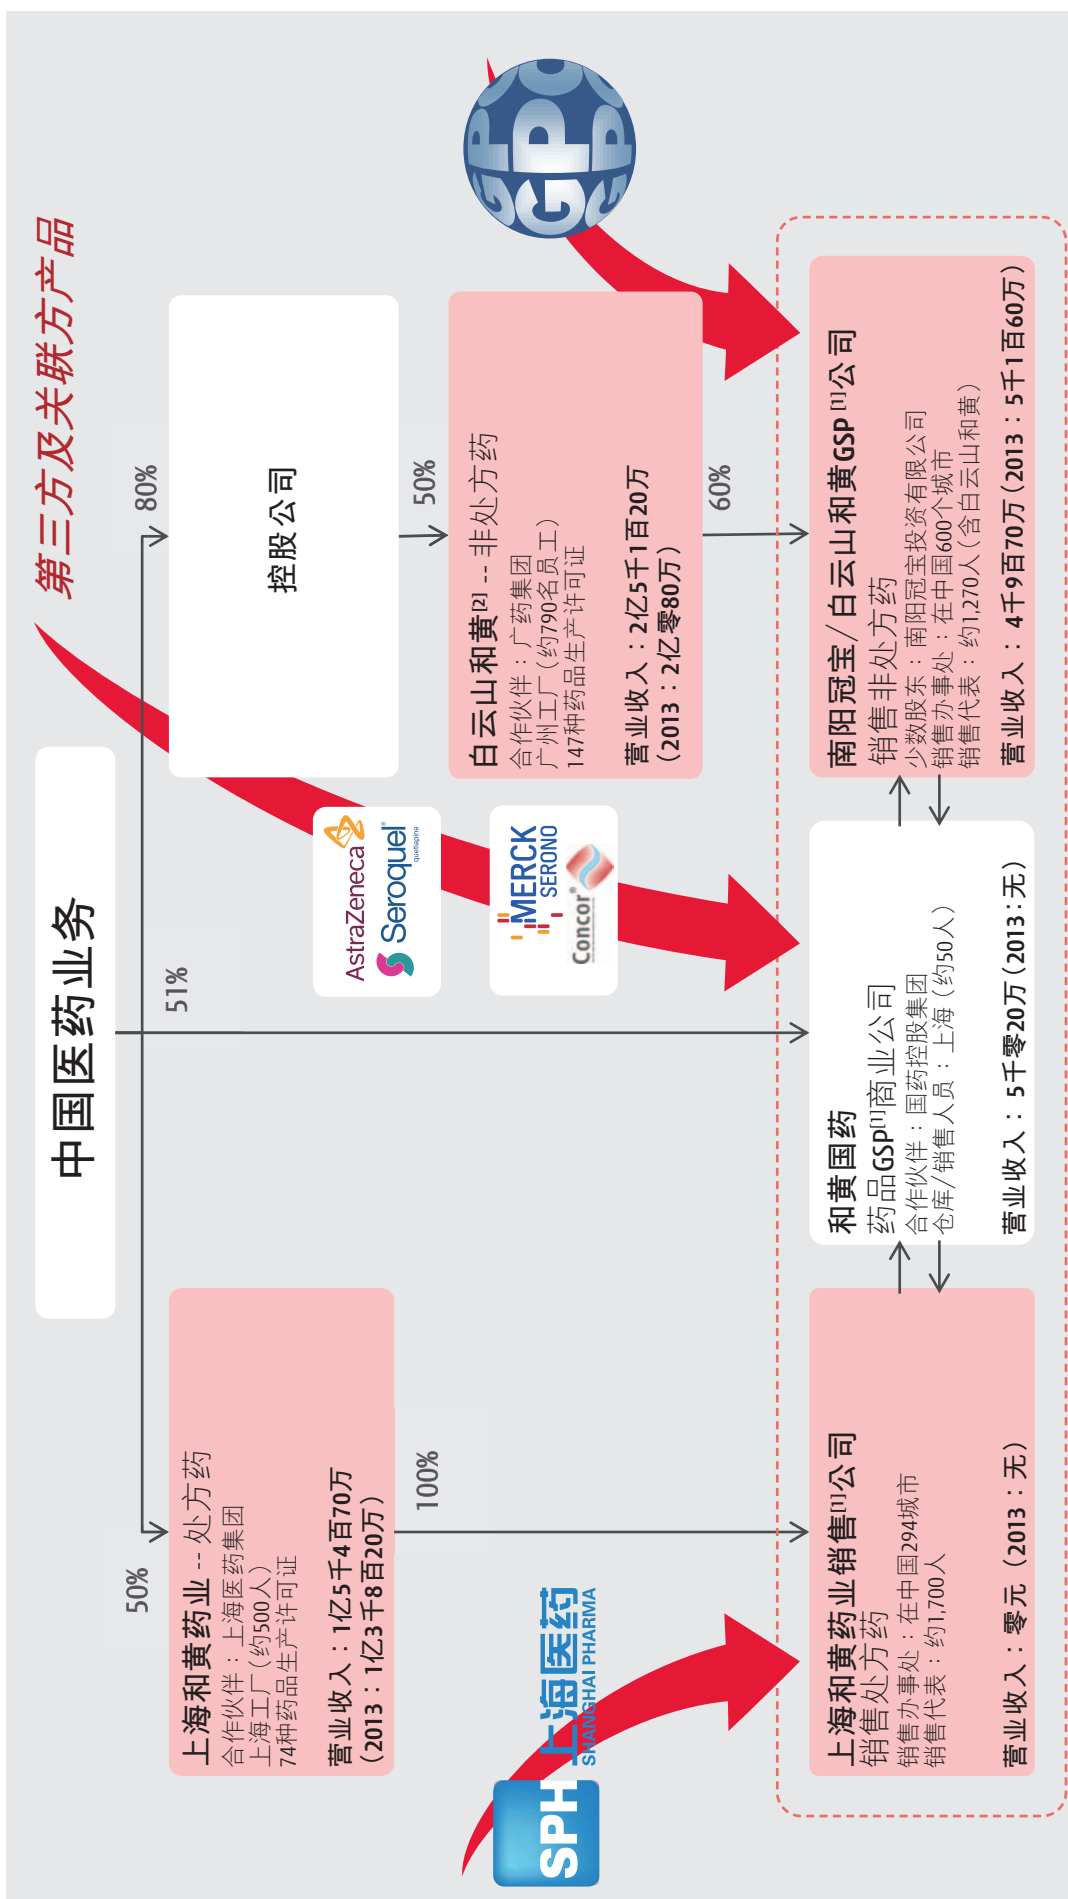 中国医药业务
第三方及关联方产品
50%
51%
80%
上海和黄药业 -- 处方药
合作伙伴：上海医药集团
上海工厂（约500人）
74种药品生产许可证
营业收入：1亿5千4百70万
（2013：1亿3千8百20万）
控股公司
50%
100%
AstraZeneca
Seroquel®
quetiapine
MERCK
SERONO
Concor®
白云山和黄[2] -- 非处方药
合作伙伴：广药集团
广州工厂（约790名员工）
147种药品生产许可证
营业收入：2亿5千1百20万
（2013：2亿零80万）
60%
SPH
上海医药
SHANGHAI PHARMA
GPC
上海和黄药业销售[1]公司
销售处方药
销售办事处：在中国294城市
销售代表：约1,700人
营业收入：零元（2013：无）
和黄国药
药品GSP[1]商业公司
合作伙伴：国药控股集团
仓库/销售人员：上海（约50人）
营业收入：5千零20万（2013：无）
南阳冠宝/白云山和黄GSP[1]公司
销售非处方药
少数股东：南阳冠宝投资有限公司
销售办事处：在中国600个城市
销售代表：约1,270人（含白云山和黄）
营业收入：4千9百70万（2013：5千1百60万）